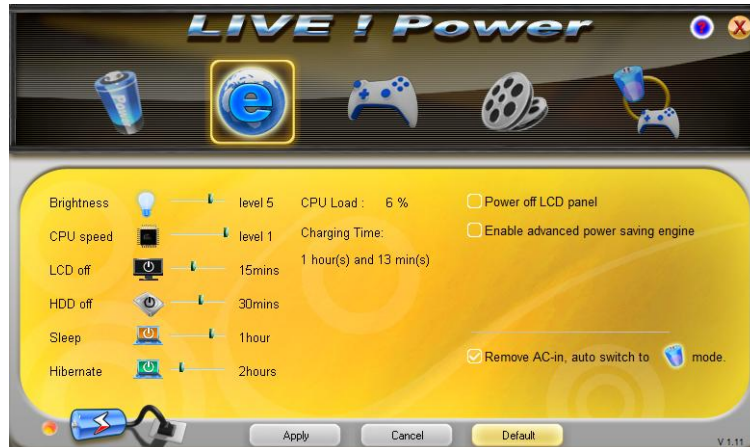 LIVE ! Power
Power
e
Brightness level 5
CPU speed level 1
LCD off 15mins
HDD off 30mins
Sleep 1hour
Hibernate 2hours
CPU Load : 6 %
Charging Time:
1 hour(s) and 13 min(s)
Power off LCD panel
Enable advanced power saving engine
Remove AC-in, auto switch to mode.
Apply Cancel Default
V 1.11